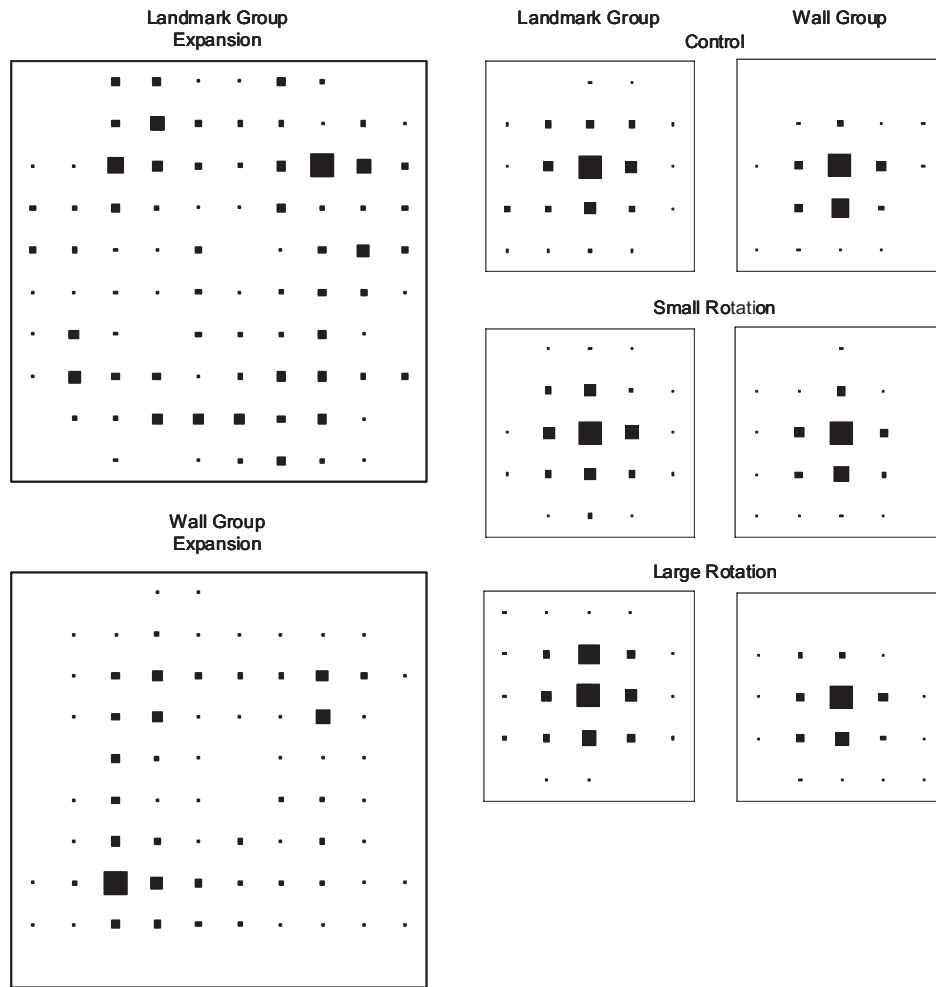 Landmark Group
Expansion
Landmark Group
Wall Group
Control
Small Rotation
Wall Group
Expansion
Large Rotation